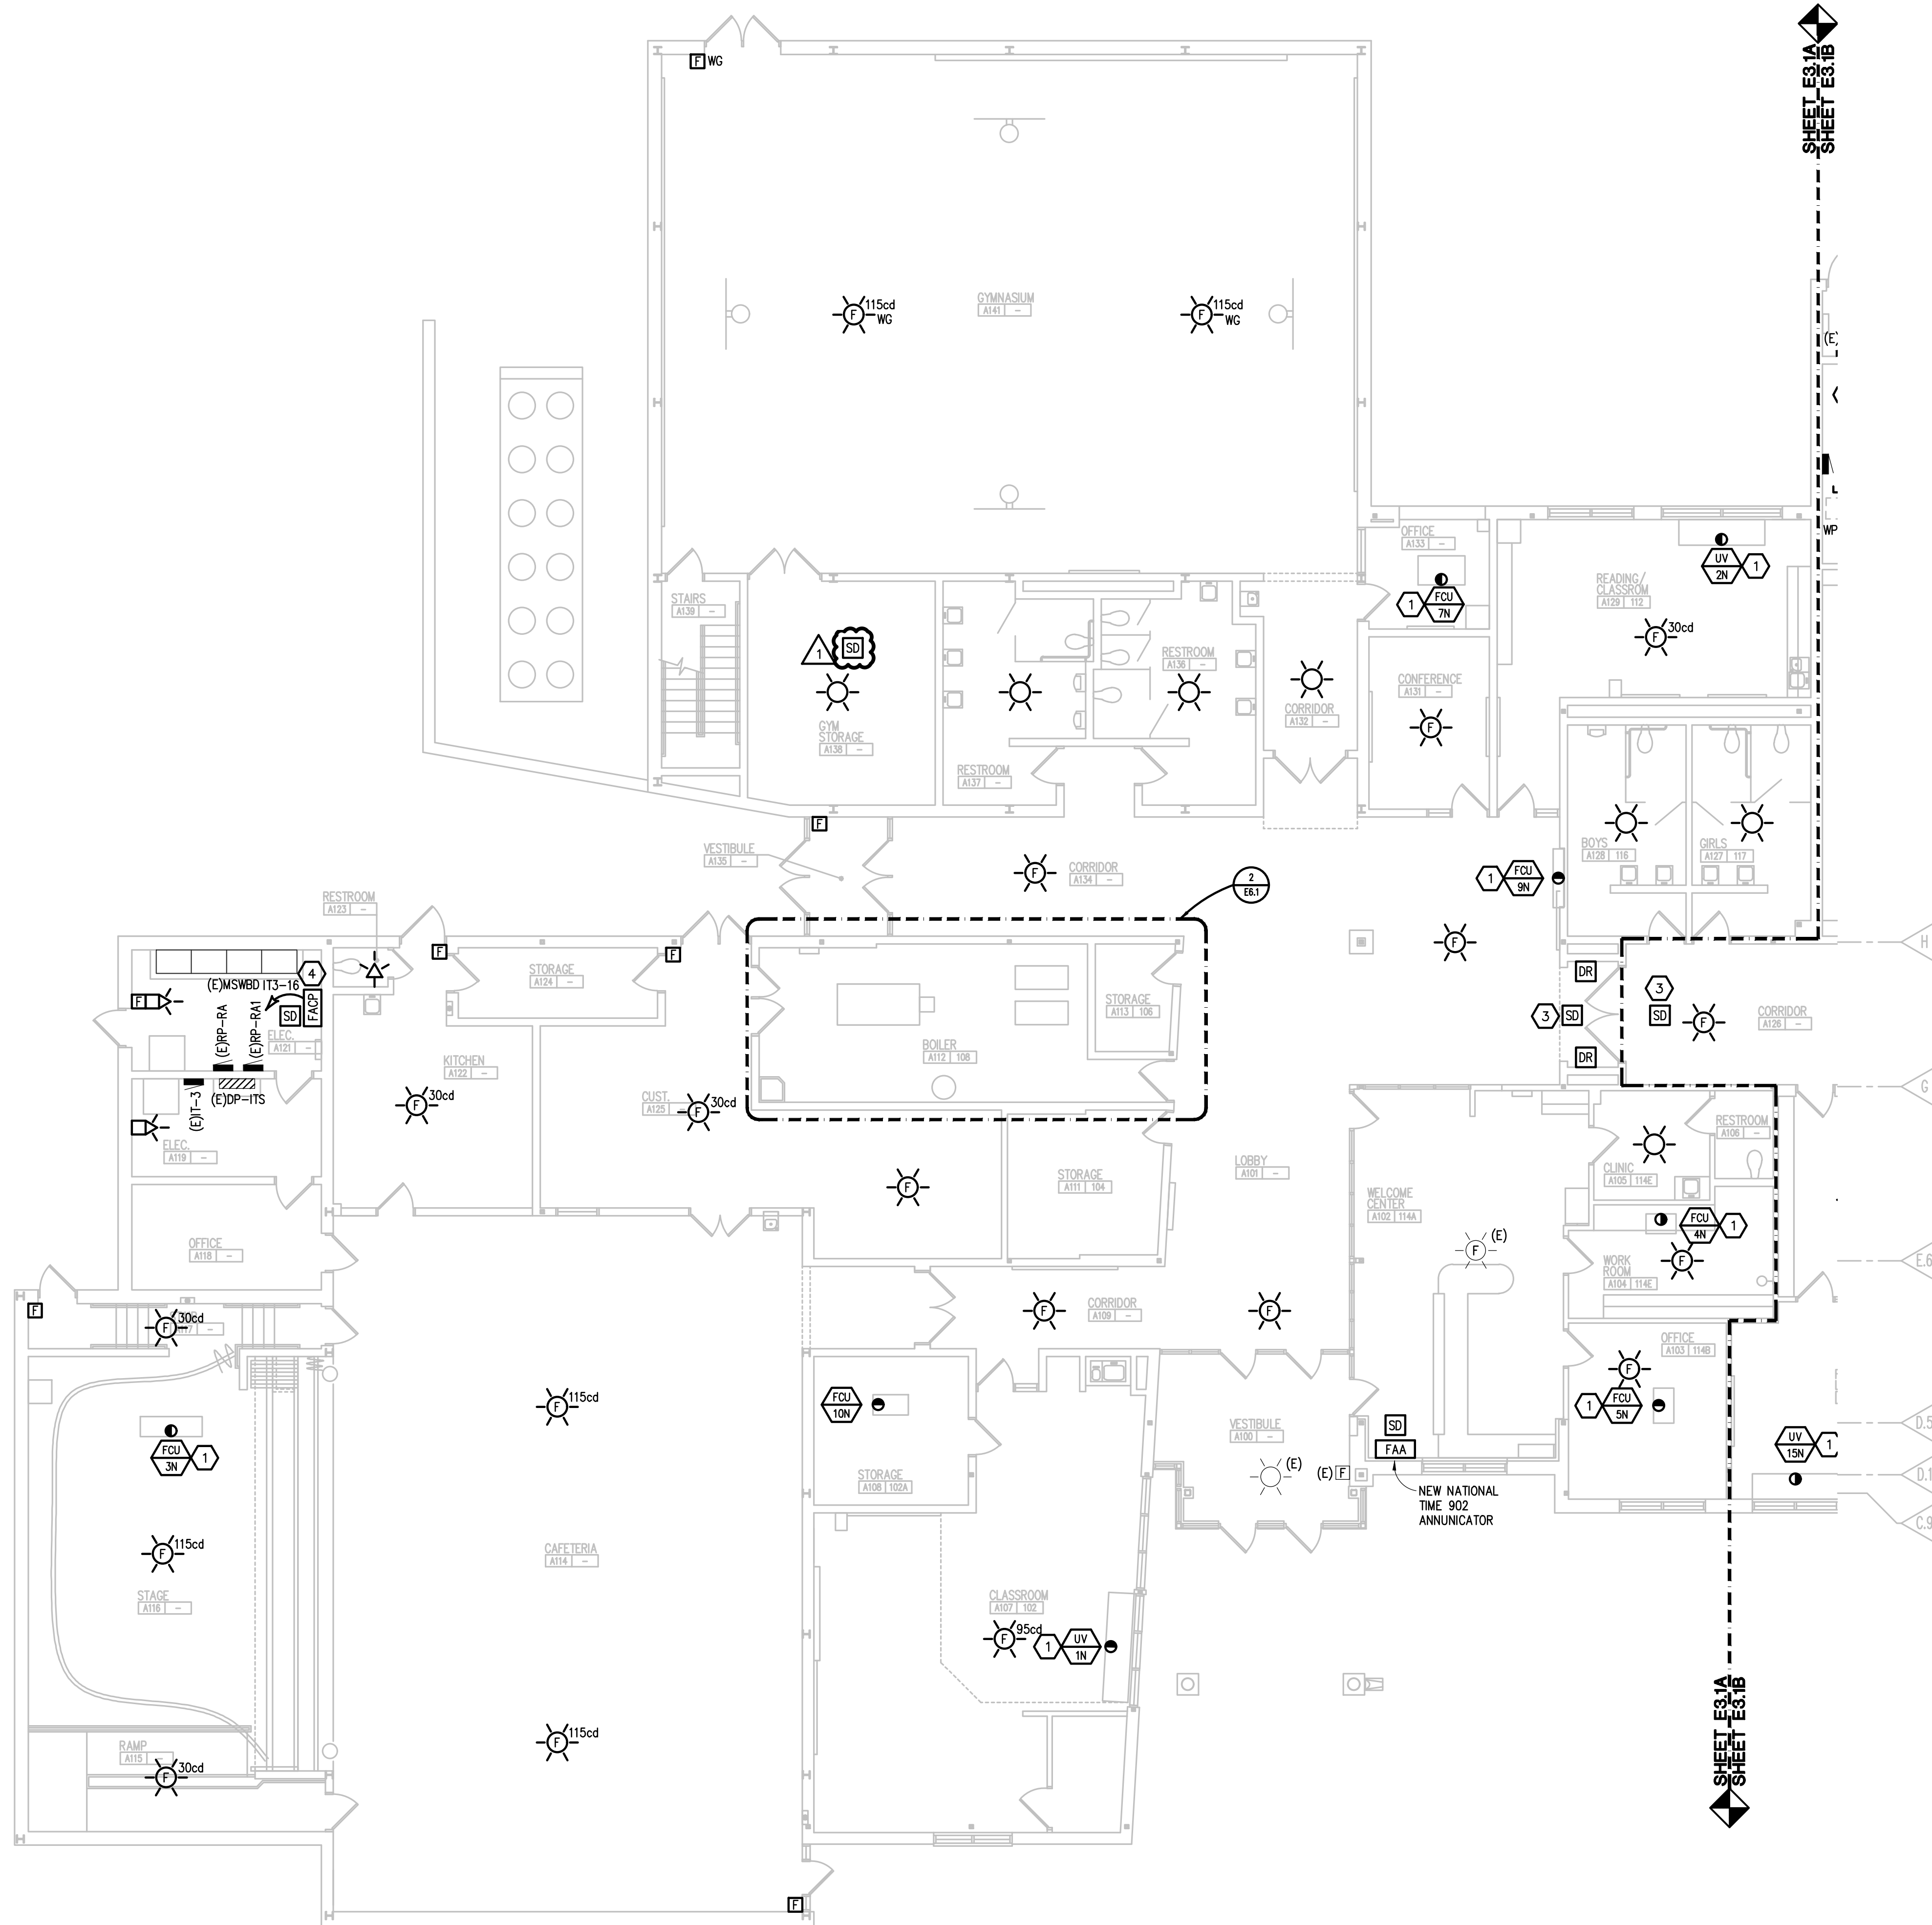 SHEET E3.1A
SHEET E3.1B
F WG
115cd
F WG
GYMNASIUM
A141 -
115cd
F WG
(E)
OFFICE
A133 -
UV
2N
1
WP
READING/
CLASSROM
A129 112
1
FCU
7N
STAIRS
A139 -
30cd
F
1
SD
RESTROOM
A136 -
CONFERENCE
A131 -
F
CORRIDOR
A132 -
GYM
STORAGE
A138 -
RESTROOM
A137 -
F
VESTIBULE
A135 -
BOYS
A128 116
GIRLS
A127 117
F
CORRIDOR
A134 -
2
E6.1
1
FCU
9N
RESTROOM
A123 -
F
H
F
F
STORAGE
A124 -
DR
4
(E)MSWBD IT3-16
3
F
FACP
SD
(E)RP-RA
(E)RP-RA1
ELEC.
A121 -
STORAGE
A113 106
3
SD
SD
F
CORRIDOR
A126 -
BOILER
A112 108
DR
KITCHEN
A122 -
G
(E)IT-3
(E)DP-ITS
30cd
F
CUST.
A125 -
30cd
F
RESTROOM
A106 -
ELEC.
A119 -
LOBBY
A101 -
CLINIC
A105 114E
STORAGE
A111 104
F
WELCOME
CENTER
A102 114A
FCU
4N
1
OFFICE
A118 -
(E)
F
WORK
ROOM
A104 114E
F
E.6
F
30cd
F
A117 -
F
CORRIDOR
A109 -
F
OFFICE
A103 114B
F
115cd
F
FCU
10N
1
FCU
5N
D.5
FCU
3N
1
VESTIBULE
A100 -
SD
FAA
UV
15N
1
STORAGE
A108 102A
(E)
(E) F
D.1
NEW NATIONAL
TIME 902
ANNUNICATOR
C.9
115cd
F
CAFETERIA
A114 -
STAGE
A116 -
CLASSROOM
A107 102
95cd
F
1
UV
1N
115cd
F
RAMP
A115 -
30cd
F
SHEET E3.1A
SHEET E3.1B
F